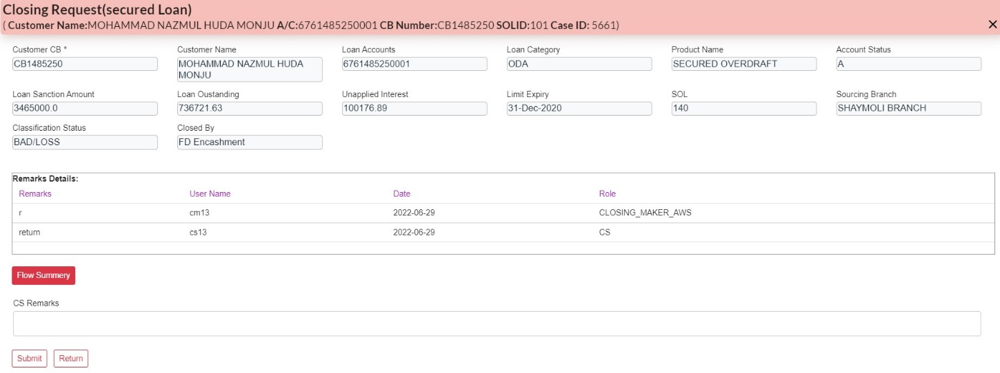 Closing Request(secured Loan)
( Customer Name:MOHAMMAD NAZMUL HUDA MONJU A/C:6761485250001 CB Number:CB1485250 SOLID:101 Case ID: 5661)
Customer CB * Customer Name Loan Accounts Loan Category Product Name Account Status
CB1485250 MOHAMMAD NAZMUL HUDA 6761485250001 ODA SECURED OVERDRAFT A
MONJU
Loan Sanction Amount Loan Oustanding Unapplied Interest Limit Expiry SOL Sourcing Branch
3465000.0 736721.63 100176.89 31-Dec-2020 140 SHAYMOLI BRANCH
Classification Status Closed By
BAD/LOSS FD Encashment
Remarks Details:
Remarks User Name Date Role
r cm13 2022-06-29 CLOSING_MAKER_AWS
return cs13 2022-06-29 CS
Flow Summery
CS Remarks
Submit Return